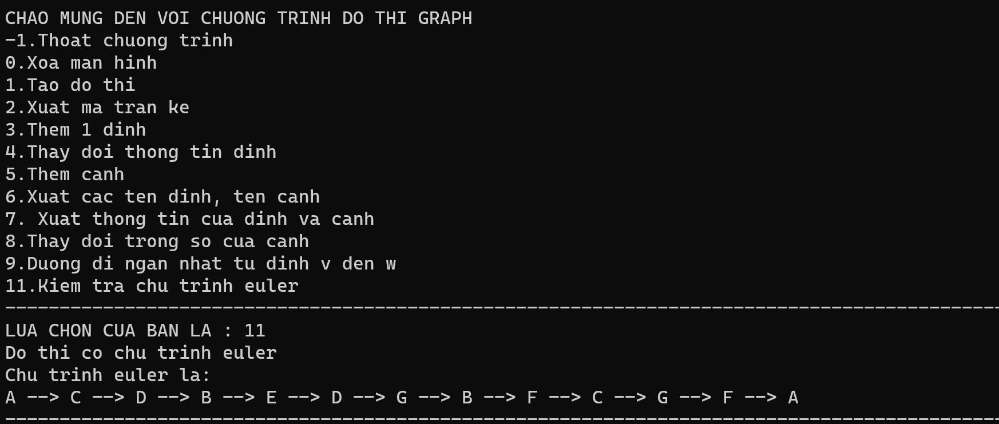 CHAO MUNG DEN VOI CHUONG TRINH DO THI GRAPH
-1.Thoat chuong trinh
0.Xoa man hinh
1.Tao do thi
2.Xuat ma tran ke
3.Them 1 dinh
4.Thay doi thong tin dinh
5.Them canh
6.Xuat cac ten dinh, ten canh
7. Xuat thong tin cua dinh va canh
8.Thay doi trong so cua canh
9.Duong di ngan nhat tu dinh v den w
11.Kiem tra chu trinh euler
--------------------------------------------------------------------------------------------
LUA CHON CUA BAN LA : 11
Do thi co chu trinh euler
Chu trinh euler la:
A --> C --> D --> B --> E --> D --> G --> B --> F --> C --> G --> F --> A
--------------------------------------------------------------------------------------------